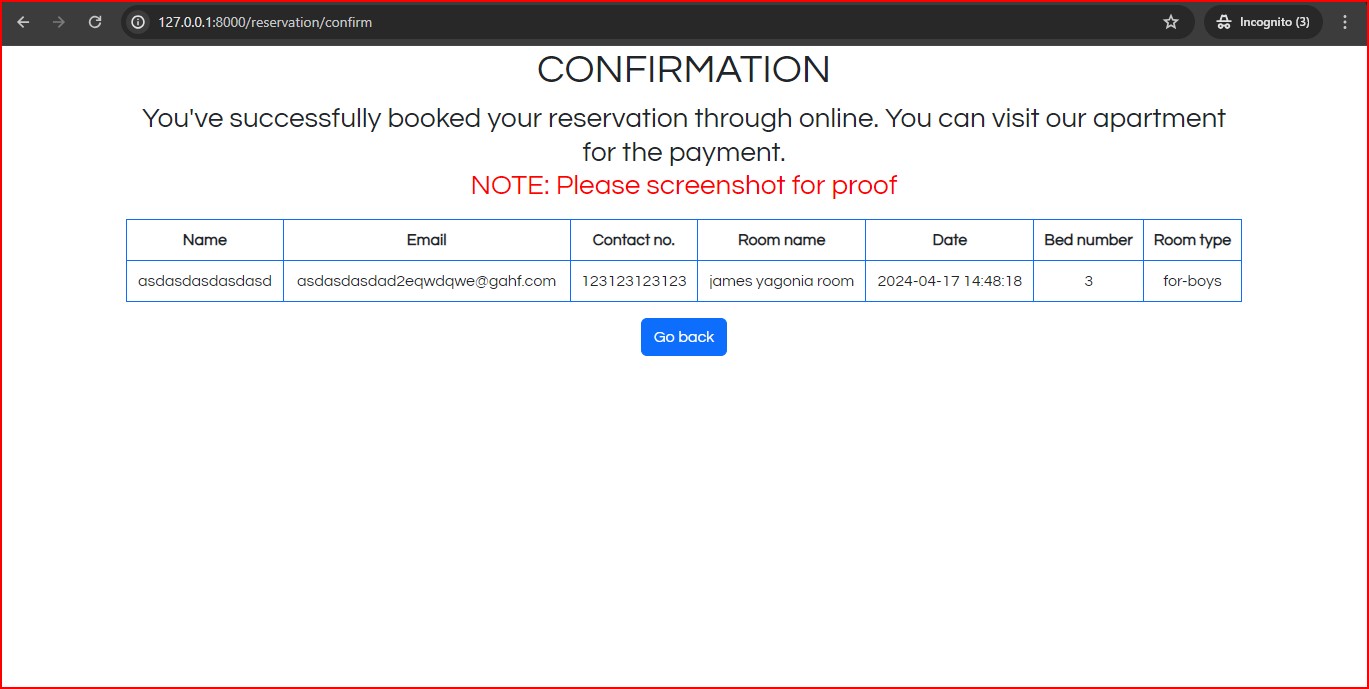 127.0.0.1:8000/reservation/confirm Incognito (3)
CONFIRMATION
You've successfully booked your reservation through online. You can visit our apartment
for the payment.
NOTE: Please screenshot for proof
Name Email Contact no. Room name Date Bed number Room type
asdasdasdasdasd asdasdasdad2eqwdqwe@gahf.com 123123123123 james yagonia room 2024-04-17 14:48:18 3 for-boys
Go back